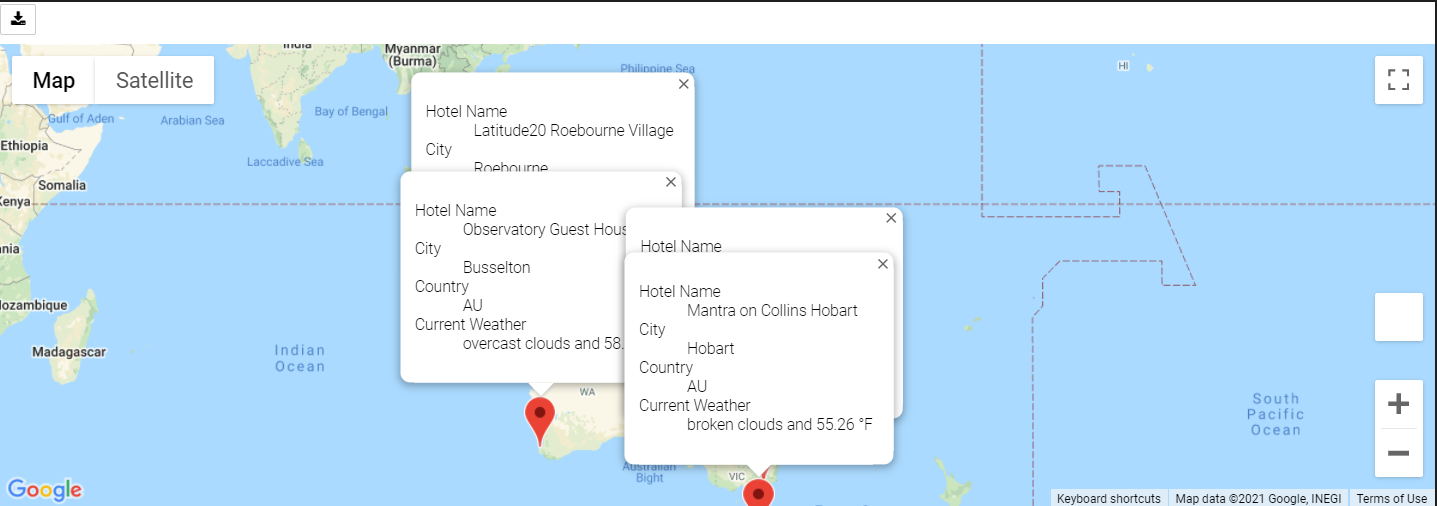 Map
Satellite
India
Myanmar
(Burma)
Philippine Sea
HI
Gulf of Aden
Arabian Sea
Bay of Bengal
Ethiopia
Laccadive Sea
Somalia
Madagascar
Indian
Ocean
Hotel Name
Latitude20 Roebourne Village
City
Roebourne
Hotel Name
Observatory Guest Hous
City
Busselton
Country
AU
Current Weather
overcast clouds and 58.
Hotel Name
Hotel Name
Mantra on Collins Hobart
City
Hobart
Country
AU
Current Weather
broken clouds and 55.26 °F
WA
Australian
Bight
VIC
South
Pacific
Ocean
Google
Keyboard shortcuts
Map data ©2021 Google, INEGI
Terms of Use